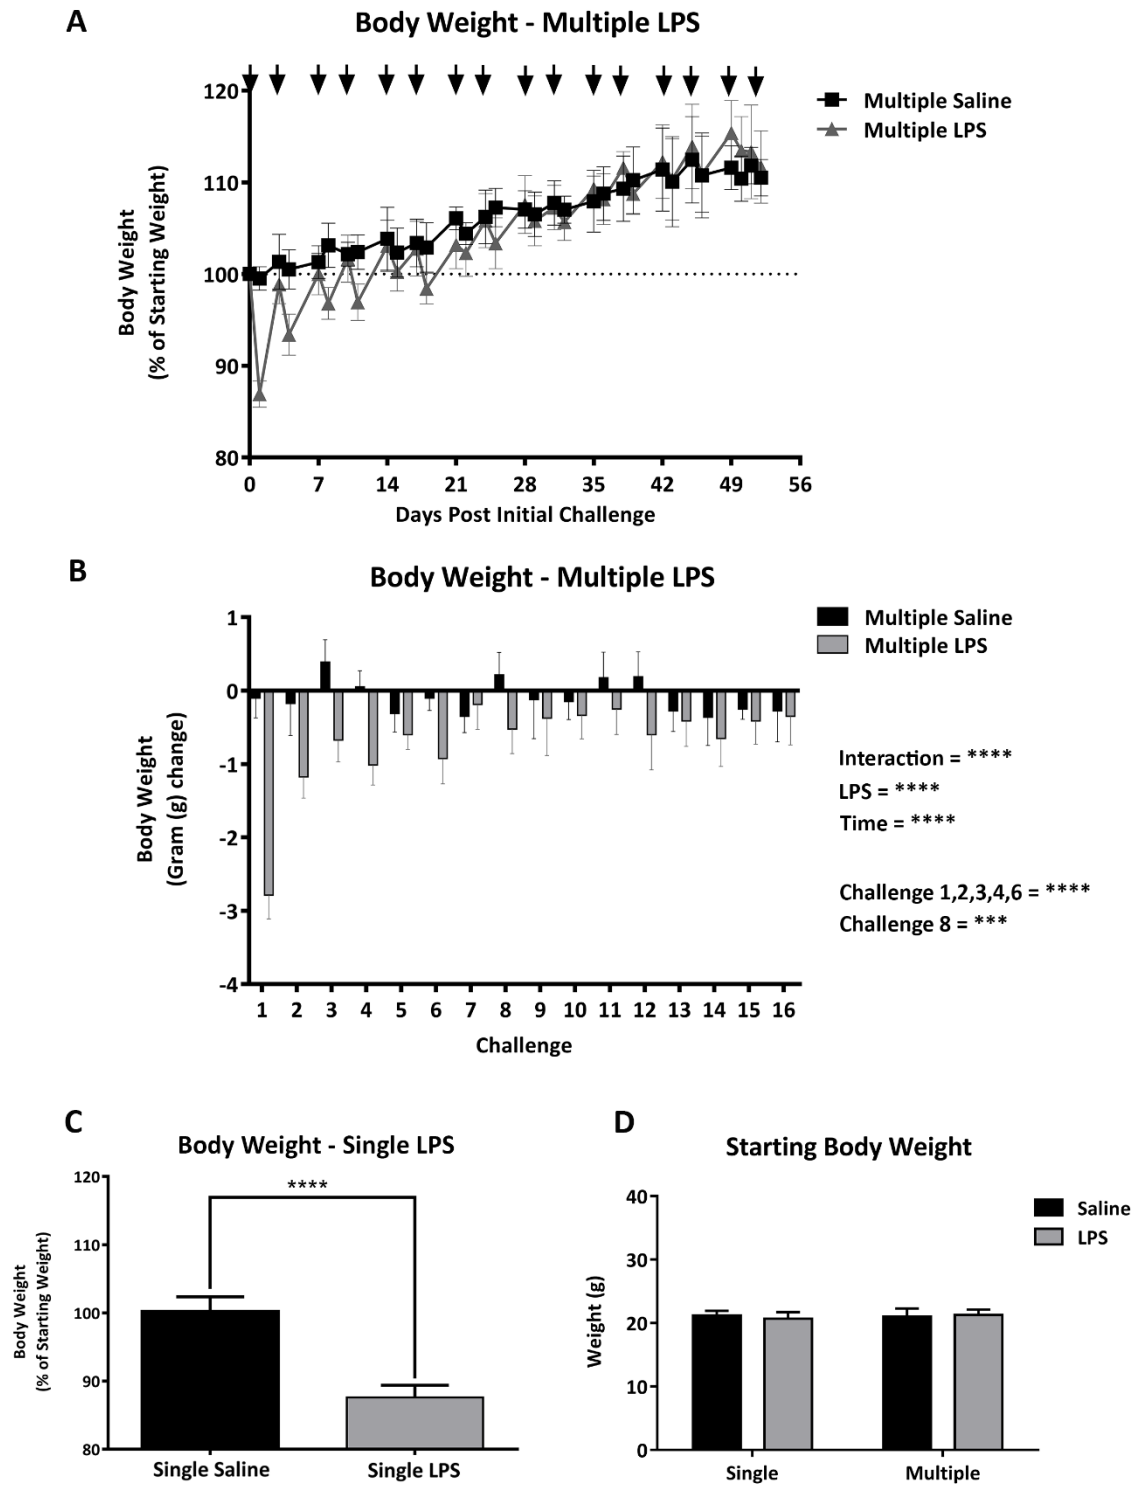 A
Body Weight - Multiple LPS
Multiple Saline
Multiple LPS
120
110
100
90
80
Body Weight
(% of Starting Weight)
0 7 14 21 28 35 42 49 56
Days Post Initial Challenge
B
Body Weight - Multiple LPS
Multiple Saline
Multiple LPS
1
0
-1
-2
-3
-4
Body Weight
(Gram (g) change)
Interaction = ****
LPS = ****
Time = ****
Challenge 1,2,3,4,6 = ****
Challenge 8 = ***
1 2 3 4 5 6 7 8 9 10 11 12 13 14 15 16
Challenge
C
Body Weight - Single LPS
120
110
100
90
80
Body Weight
(% of Starting Weight)
****
Single Saline Single LPS
D
Starting Body Weight
Saline
LPS
40
30
20
10
0
Weight (g)
Single Multiple